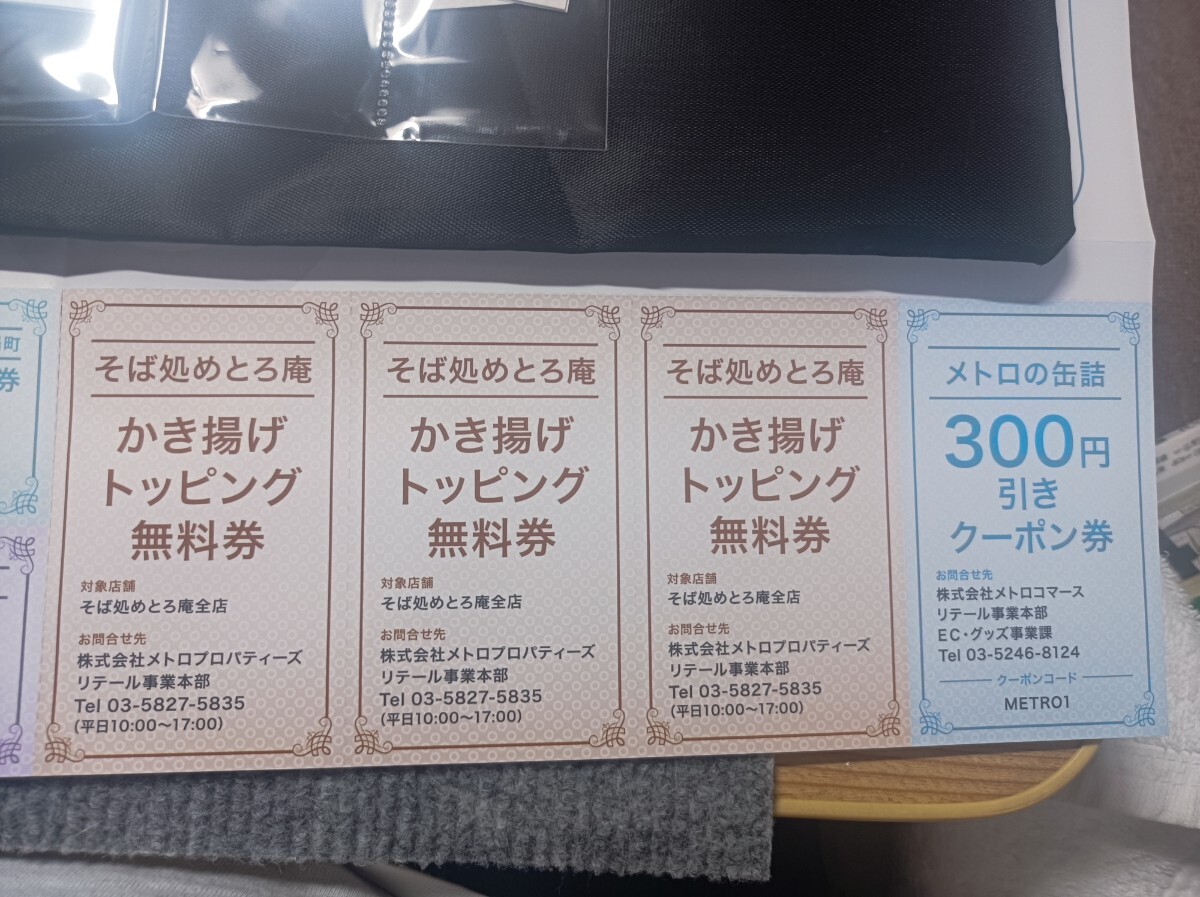 町
券
そば処めとろ庵
かき揚げ
トッピング
無料券
対象店舗
そば処めとろ庵全店
お問合せ先
株式会社メトロプロパティーズ
リテール事業本部
Tel 03-5827-5835
(平日10:00〜17:00)
そば処めとろ庵
かき揚げ
トッピング
無料券
対象店舗
そば処めとろ庵全店
お問合せ先
株式会社メトロプロパティーズ
リテール事業本部
Tel 03-5827-5835
(平日10:00〜17:00)
そば処めとろ庵
かき揚げ
トッピング
無料券
対象店舗
そば処めとろ庵全店
お問合せ先
株式会社メトロプロパティーズ
リテール事業本部
Tel 03-5827-5835
(平日10:00〜17:00)
メトロの缶詰
300円
引き
クーポン券
お問合せ先
株式会社メトロコマース
リテール事業本部
EC・グッズ事業課
Tel 03-5246-8124
クーポンコード
METRO1